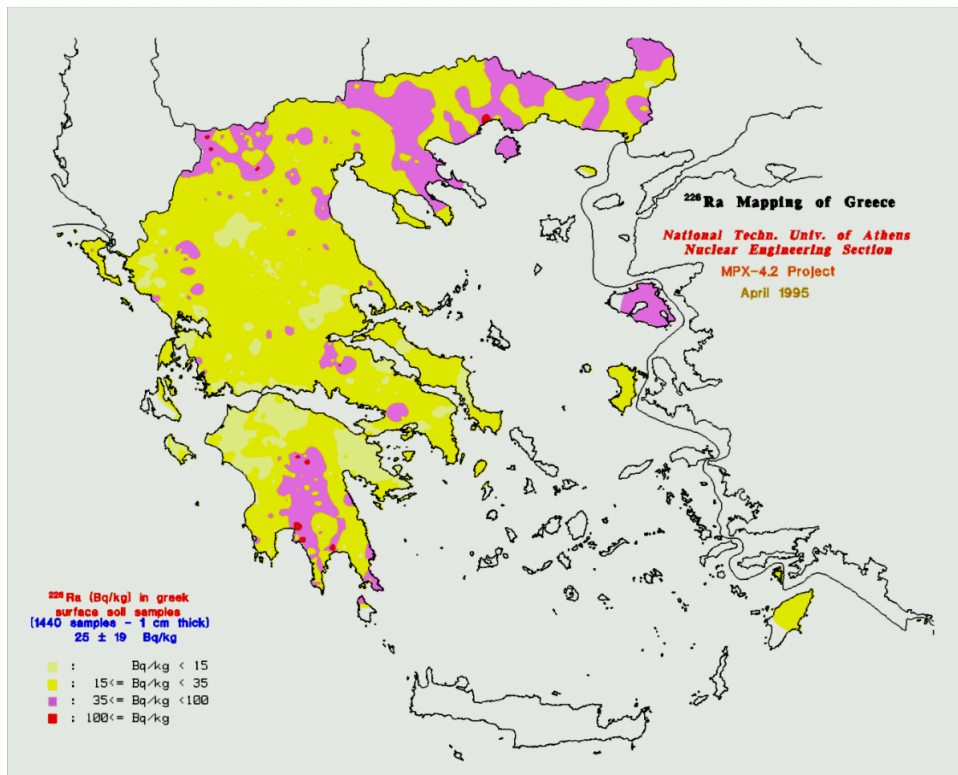 ²²⁶Ra Mapping of Greece
National Techn. Univ. of Athens
Nuclear Engineering Section
MPX-4.2 Project
April 1995
²²⁶Ra (Bq/kg) in greek
surface soil samples
(1440 samples - 1 cm thick)
25 ± 19 Bq/kg
: Bq/kg < 15
: 15<= Bq/kg < 35
: 35<= Bq/kg <100
: 100<= Bq/kg